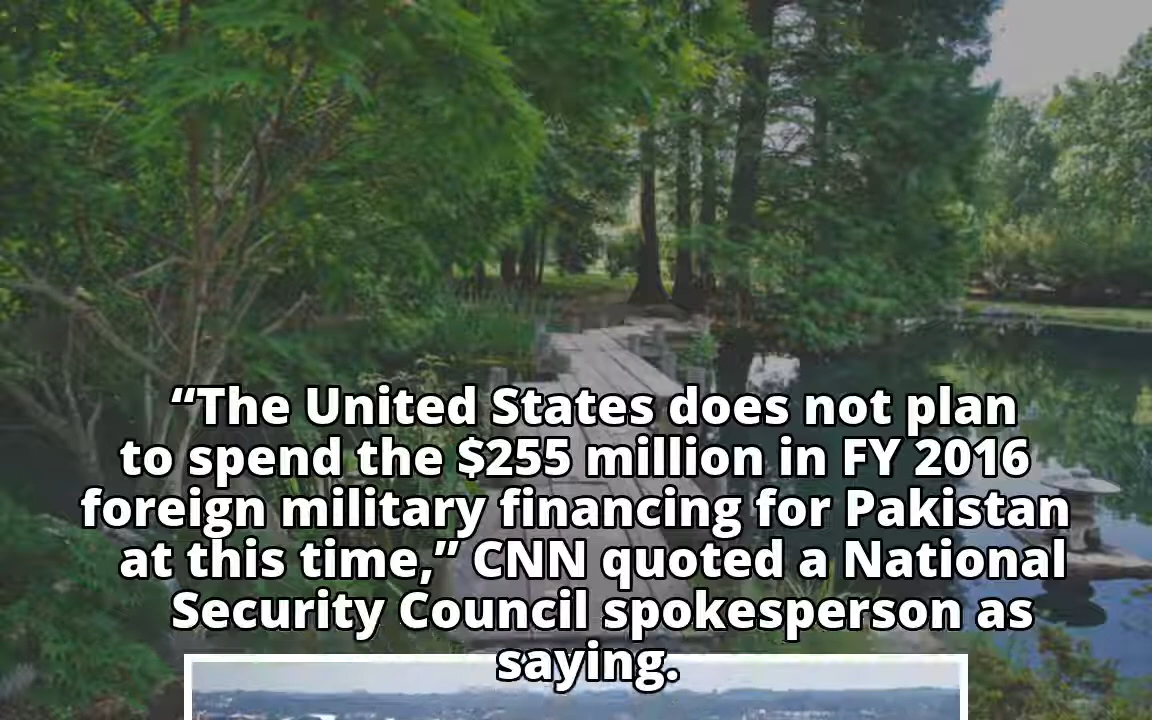 “The United States does not plan
to spend the $255 million in FY 2016
foreign military financing for Pakistan
at this time,” CNN quoted a National
Security Council spokesperson as
saying.